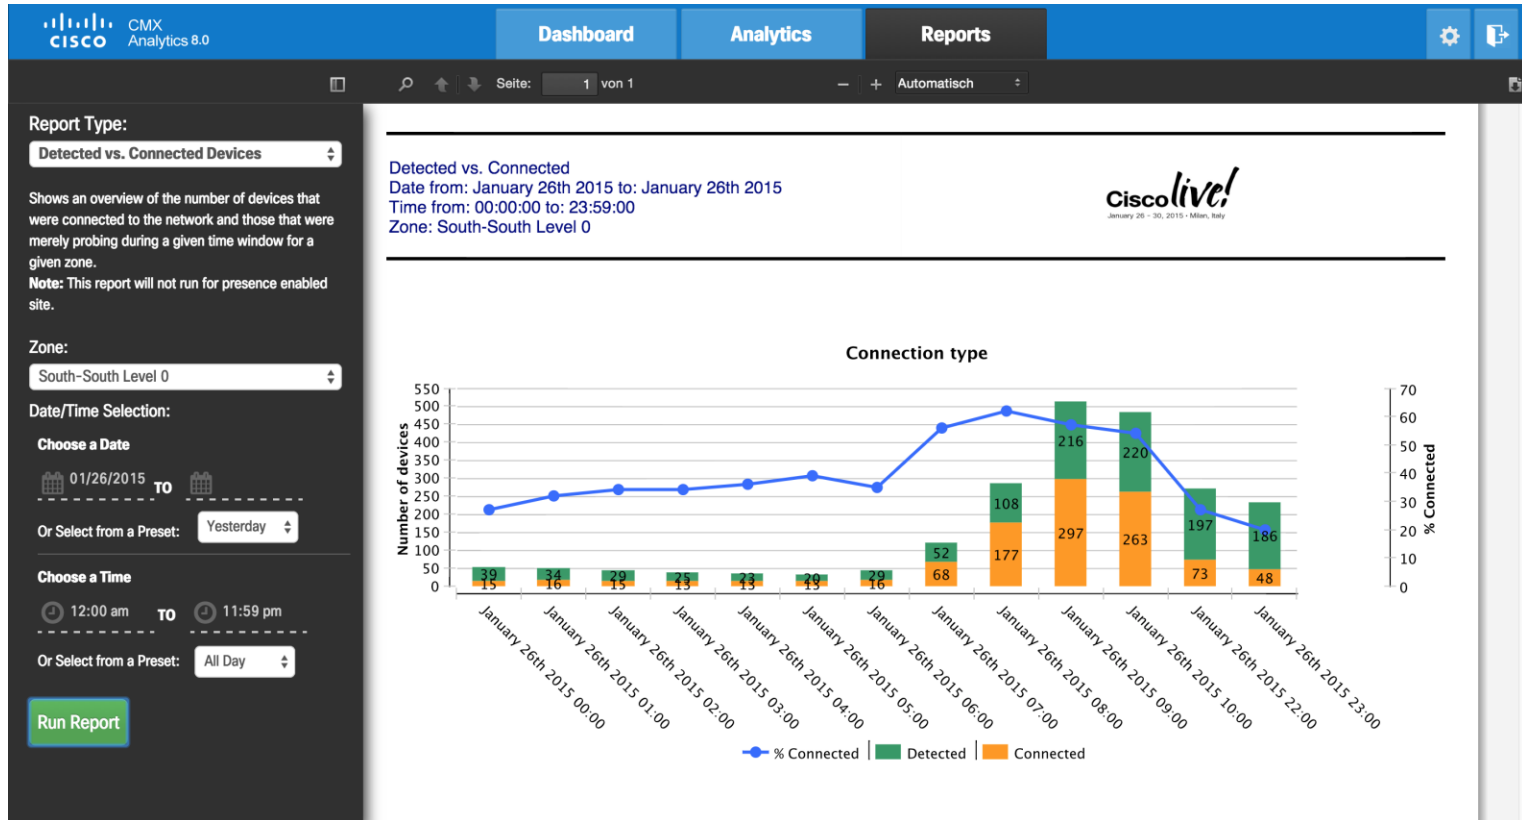 CISCO
CMX
Analytics 8.0
Dashboard
Analytics
Reports
Seite:
1
von 1
Automatisch
Report Type:
Detected vs. Connected Devices
Shows an overview of the number of devices that
were connected to the network and those that were
merely probing during a given time window for a
given zone.
Note: This report will not run for presence enabled
site.
Zone:
South-South Level 0
Date/Time Selection:
Choose a Date
01/26/2015 TO
Or Select from a Preset: Yesterday
Choose a Time
12:00 am TO 11:59 pm
Or Select from a Preset: All Day
Run Report
Detected vs. Connected
Date from: January 26th 2015 to: January 26th 2015
Time from: 00:00:00 to: 23:59:00
Zone: South-South Level 0
Cisco live!
January 26 - 30, 2015 • Milan, Italy
Connection type
Number of devices
550
500
450
400
350
300
250
200
150
100
50
0
39 34 29 25 23 20 29 52 108 216 220 197 186
15 16 15 13 13 13 16 68 177 297 263 73 48
70
60
50
40
30
20
10
0
% Connected
January 26th 2015 00:00
January 26th 2015 01:00
January 26th 2015 02:00
January 26th 2015 03:00
January 26th 2015 04:00
January 26th 2015 05:00
January 26th 2015 06:00
January 26th 2015 07:00
January 26th 2015 08:00
January 26th 2015 09:00
January 26th 2015 10:00
January 26th 2015 22:00
January 26th 2015 23:00
% Connected
Detected
Connected